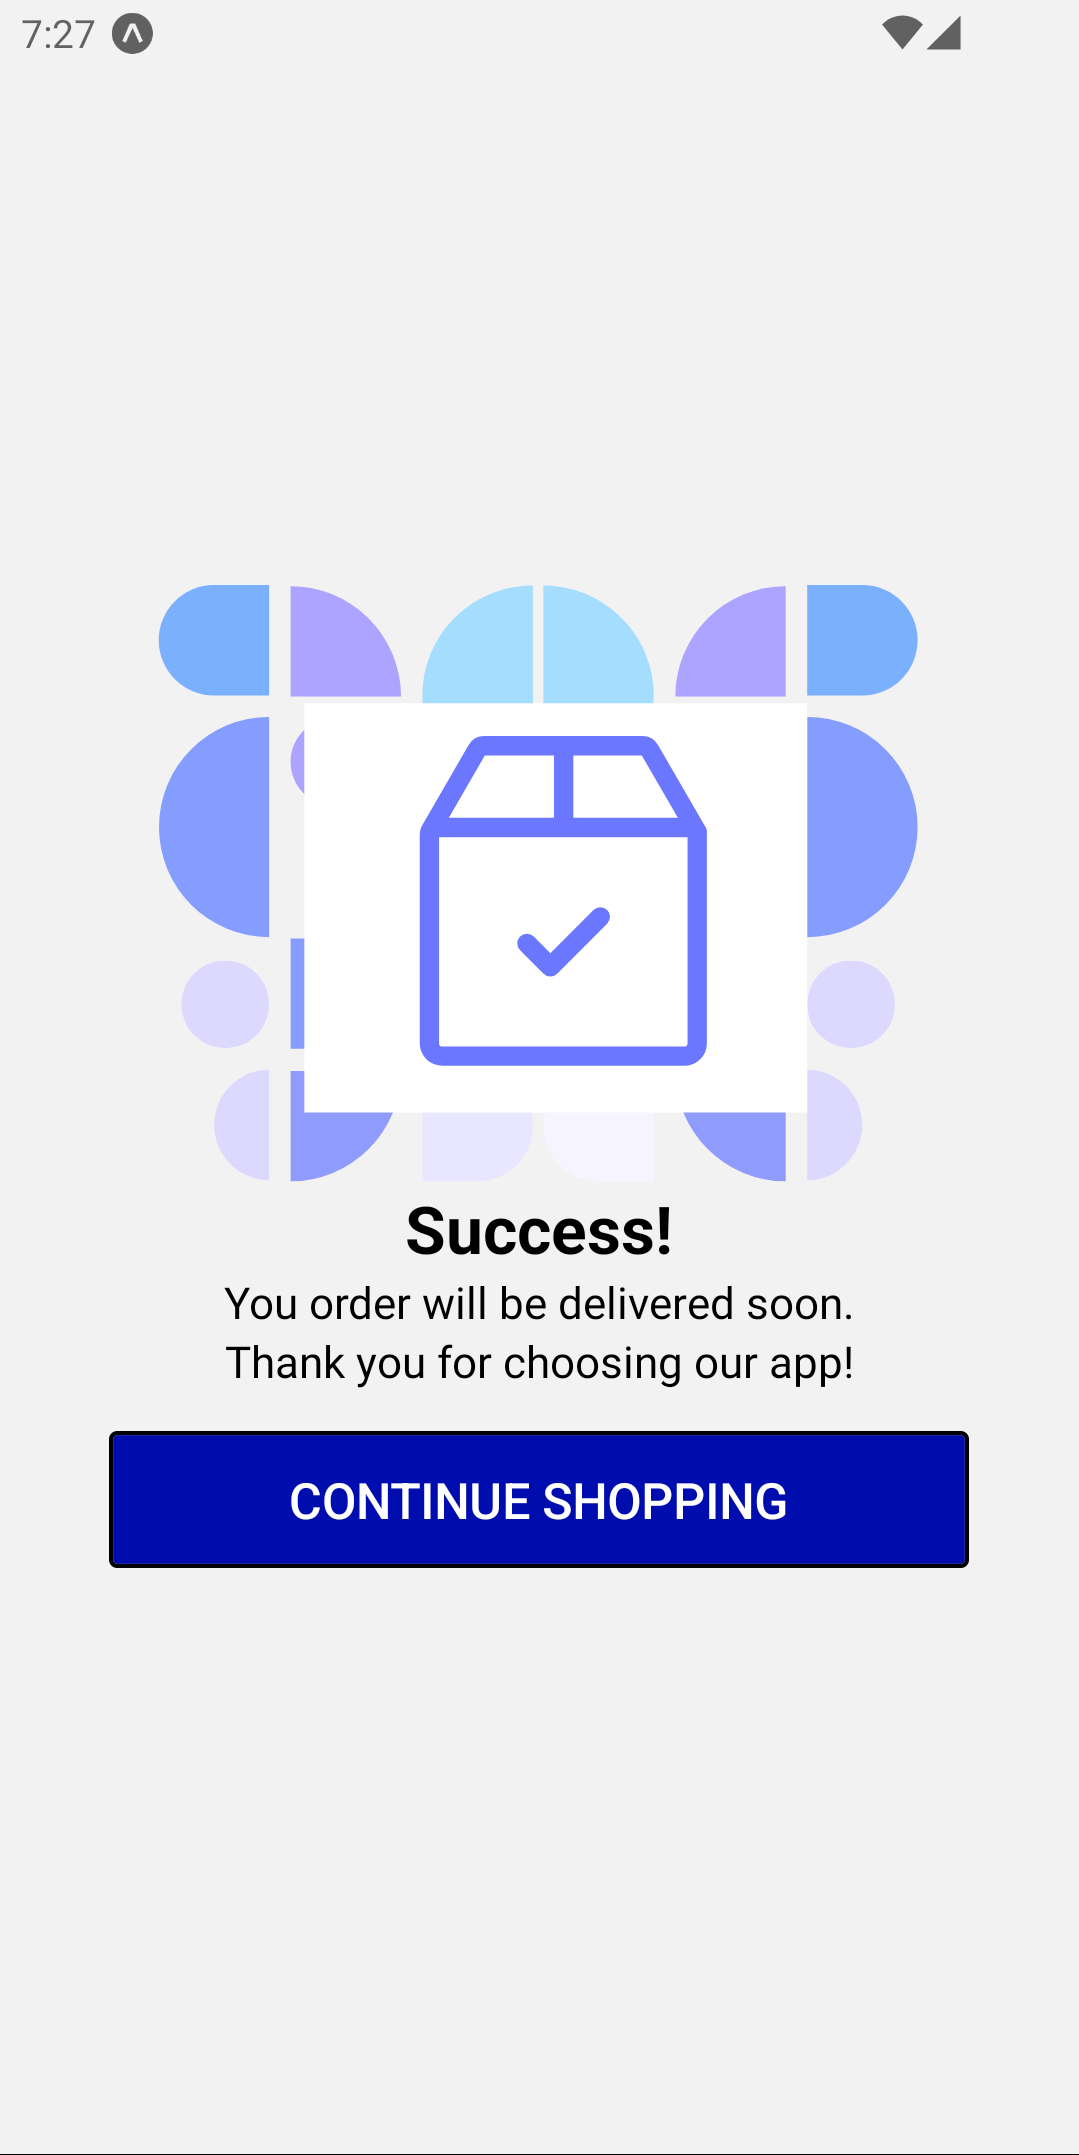 7:27
Success!
You order will be delivered soon.
Thank you for choosing our app!
CONTINUE SHOPPING